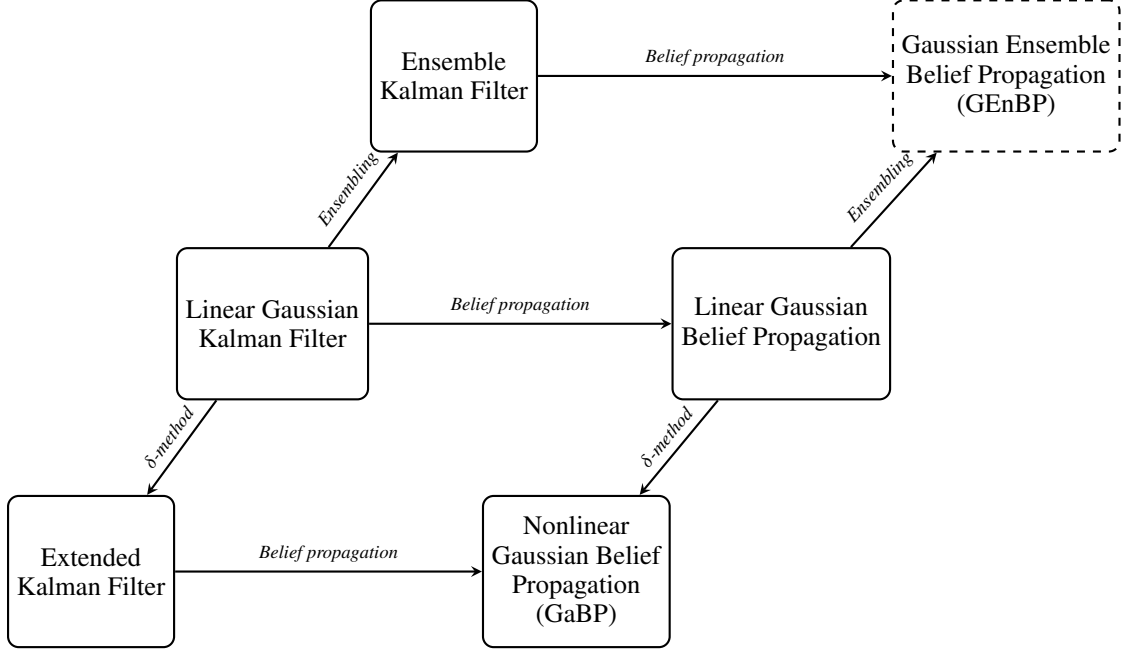 Ensemble
Kalman Filter
Belief propagation
Gaussian Ensemble
Belief Propagation
(GEnBP)
Ensembling
Ensembling
Linear Gaussian
Kalman Filter
Belief propagation
Linear Gaussian
Belief Propagation
δ-method
δ-method
Extended
Kalman Filter
Belief propagation
Nonlinear
Gaussian Belief
Propagation
(GaBP)